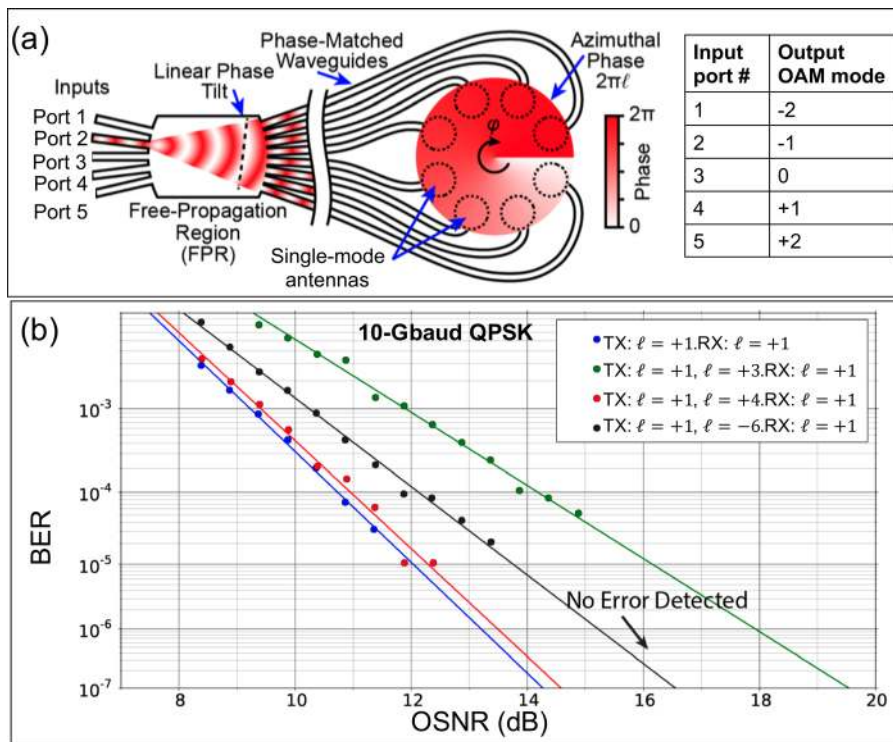 (a)
Phase-Matched
Waveguides
Azimuthal
Phase
2πℓ
Linear Phase
Tilt
Inputs
Port 1
Port 2
Port 3
Port 4
Port 5
Free-Propagation
Region
(FPR)
Single-mode
antennas
φ
2π
Phase
0
Input port # Output OAM mode
1 -2
2 -1
3 0
4 +1
5 +2
(b)
10-Gbaud QPSK
TX: ℓ = +1.RX: ℓ = +1
TX: ℓ = +1, ℓ = +3.RX: ℓ = +1
TX: ℓ = +1, ℓ = +4.RX: ℓ = +1
TX: ℓ = +1, ℓ = −6.RX: ℓ = +1
No Error Detected
BER
10⁻³
10⁻⁴
10⁻⁵
10⁻⁶
10⁻⁷
8 10 12 14 16 18 20
OSNR (dB)